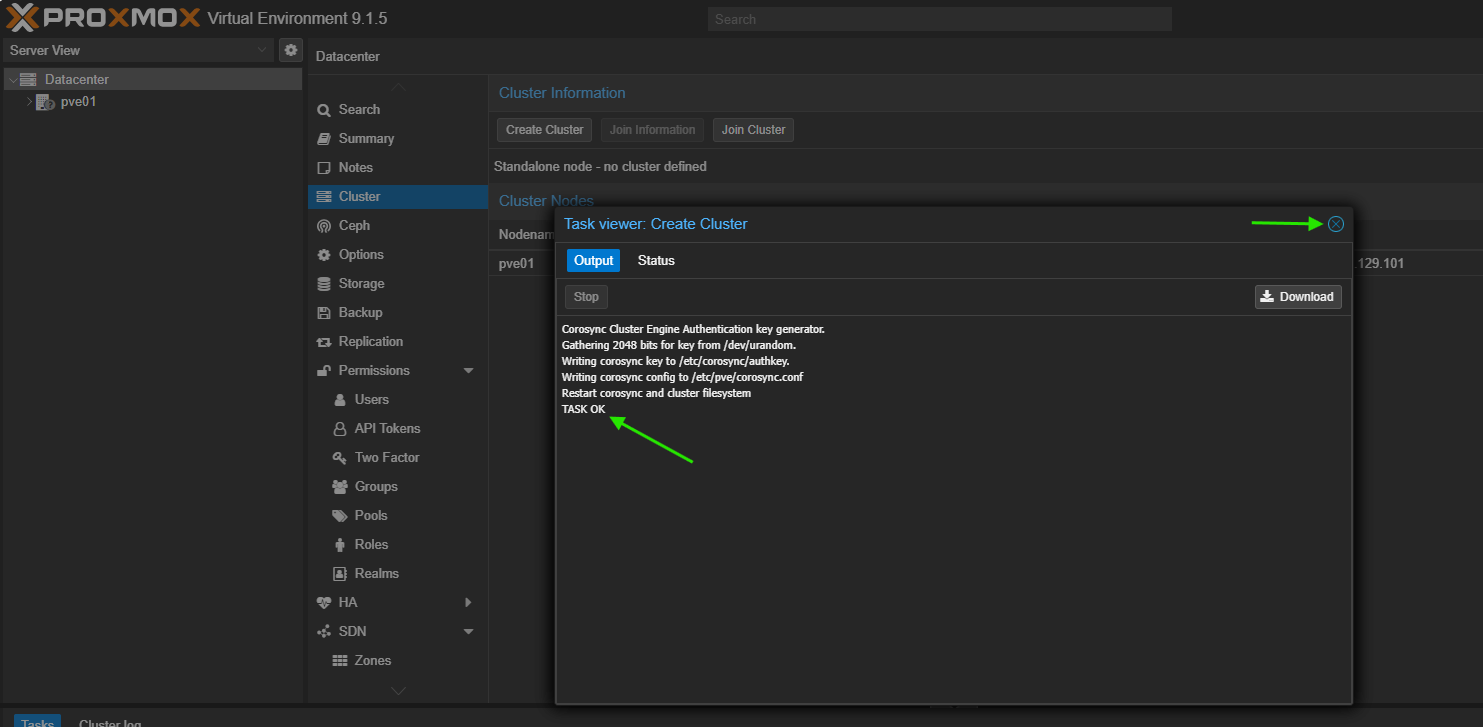 PROXMOX Virtual Environment 9.1.5
Search
Server View
Datacenter
pve01
Datacenter
Search
Summary
Notes
Cluster
Ceph
Options
Storage
Backup
Replication
Permissions
Users
API Tokens
Two Factor
Groups
Pools
Roles
Realms
HA
SDN
Zones
Cluster Information
Create Cluster
Join Information
Join Cluster
Standalone node - no cluster defined
Cluster Nodes
Nodenam
pve01
.129.101
Task viewer: Create Cluster
Output
Status
Stop
Download
Corosync Cluster Engine Authentication key generator.
Gathering 2048 bits for key from /dev/urandom.
Writing corosync key to /etc/corosync/authkey.
Writing corosync config to /etc/pve/corosync.conf
Restart corosync and cluster filesystem
TASK OK
Tasks
Cluster log